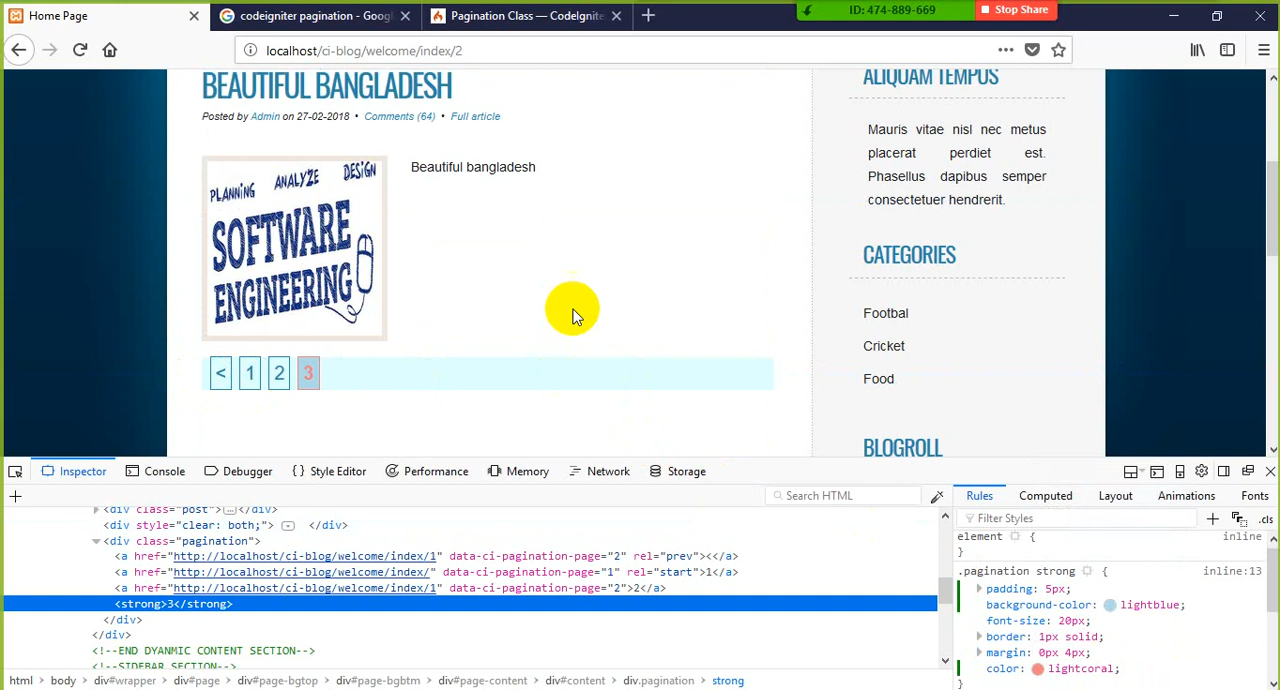 Home Page
codeigniter pagination - Googl
Pagination Class — CodeIgnite
ID: 474-889-669
Stop Share
localhost/ci-blog/welcome/index/2
BEAUTIFUL BANGLADESH
Posted by Admin on 27-02-2018 • Comments (64) • Full article
PLANNING ANALYZE DESIGN
SOFTWARE
ENGINEERING
Beautiful bangladesh
< 1 2 3
ALIQUAM TEMPUS
Mauris vitae nisl nec metus
placerat perdiet est.
Phasellus dapibus semper
consectetuer hendrerit.
CATEGORIES
Footbal
Cricket
Food
BLOGROLL
Inspector Console Debugger {} Style Editor Performance Memory Network Storage
+ Search HTML
<div class="post">…</div>
<div style="clear: both;"> </div>
<div class="pagination">
<a href="http://localhost/ci-blog/welcome/index/1" data-ci-pagination-page="2" rel="prev"><</a>
<a href="http://localhost/ci-blog/welcome/index/" data-ci-pagination-page="1" rel="start">1</a>
<a href="http://localhost/ci-blog/welcome/index/1" data-ci-pagination-page="2">2</a>
<strong>3</strong>
</div>
</div>
<!--END DYANMIC CONTENT SECTION-->
<!--SIDEBAR SECTION-->
html > body > div#wrapper > div#page > div#page-bgtop > div#page-bgbtm > div#page-content > div#content > div.pagination > strong
Rules Computed Layout Animations Fonts
Filter Styles + .cls
element { inline
}
.pagination strong { inline:13
padding: 5px;
background-color: lightblue;
font-size: 20px;
border: 1px solid;
margin: 0px 4px;
color: lightcoral;
}